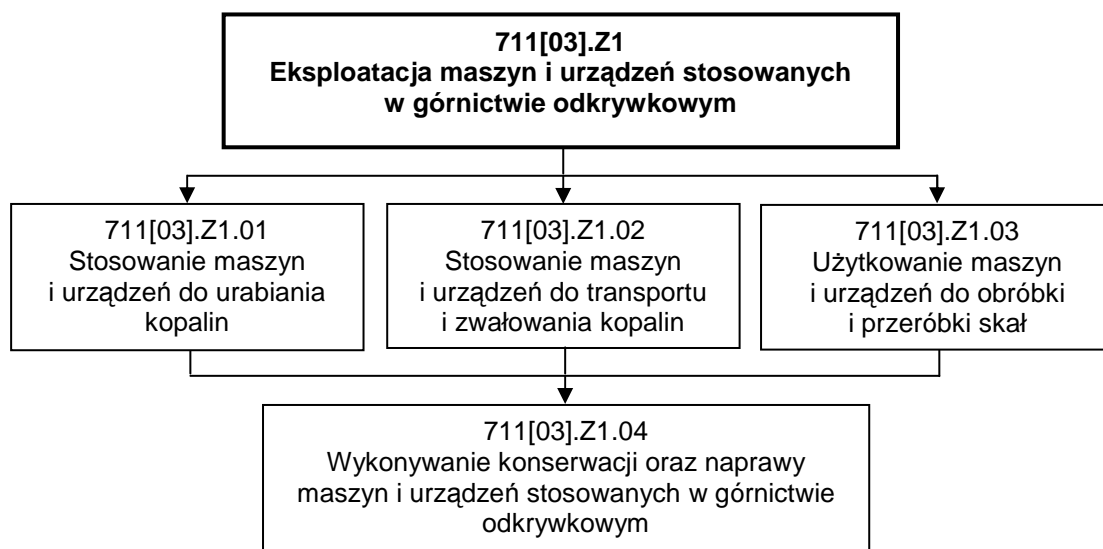 711[03].Z1
Eksploatacja maszyn i urządzeń stosowanych
w górnictwie odkrywkowym
711[03].Z1.01
Stosowanie maszyn
i urządzeń do urabiania
kopalin
711[03].Z1.02
Stosowanie maszyn
i urządzeń do transportu
i zwałowania kopalin
711[03].Z1.03
Użytkowanie maszyn
i urządzeń do obróbki
i przeróbki skał
711[03].Z1.04
Wykonywanie konserwacji oraz naprawy
maszyn i urządzeń stosowanych w górnictwie
odkrywkowym